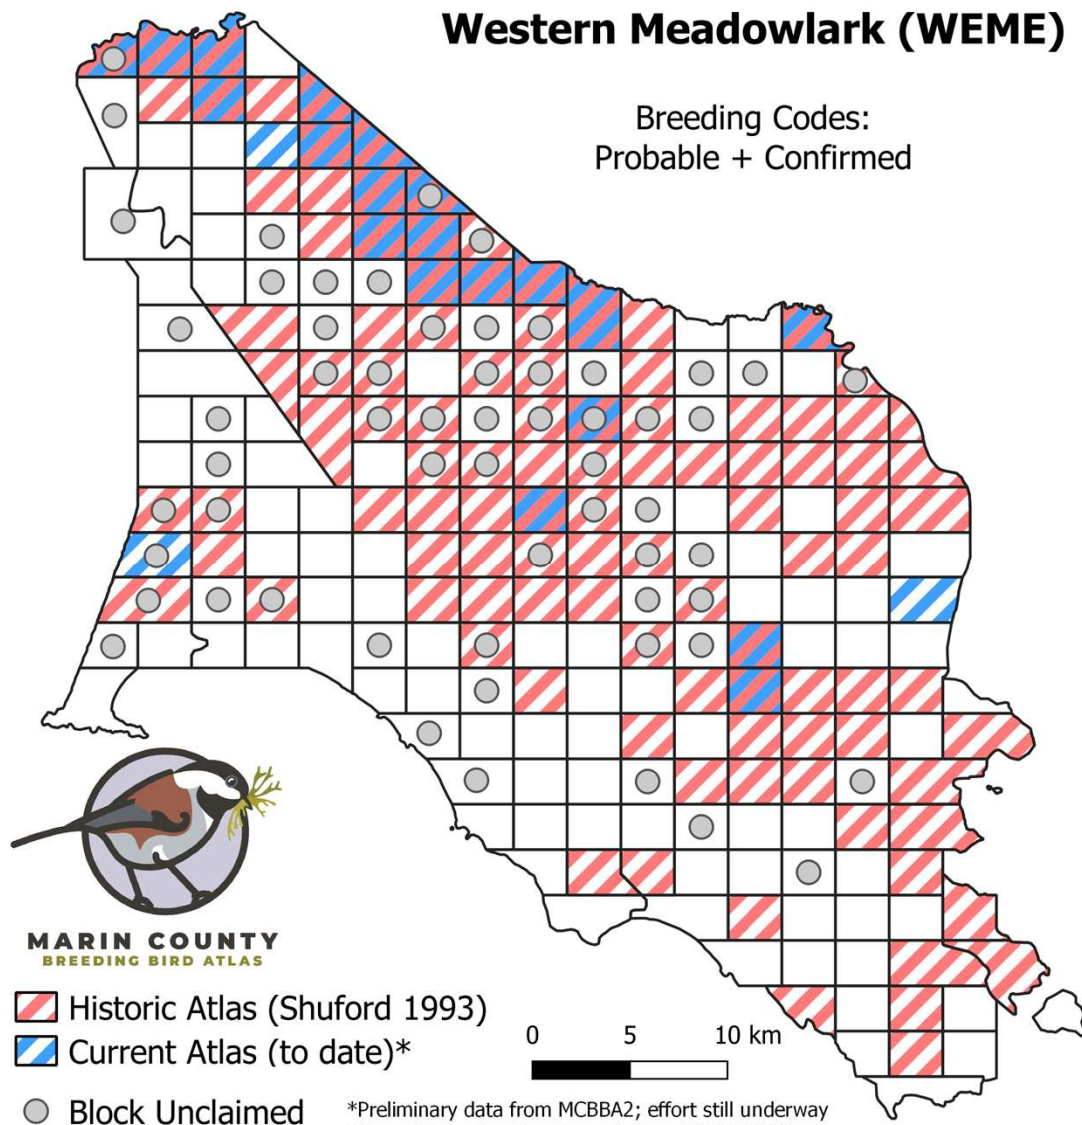 Western Meadowlark (WEME)
Breeding Codes:
Probable + Confirmed
MARIN COUNTY
BREEDING BIRD ATLAS
Historic Atlas (Shuford 1993)
Current Atlas (to date)*
Block Unclaimed
0 5 10 km
*Preliminary data from MCBBA2; effort still underway